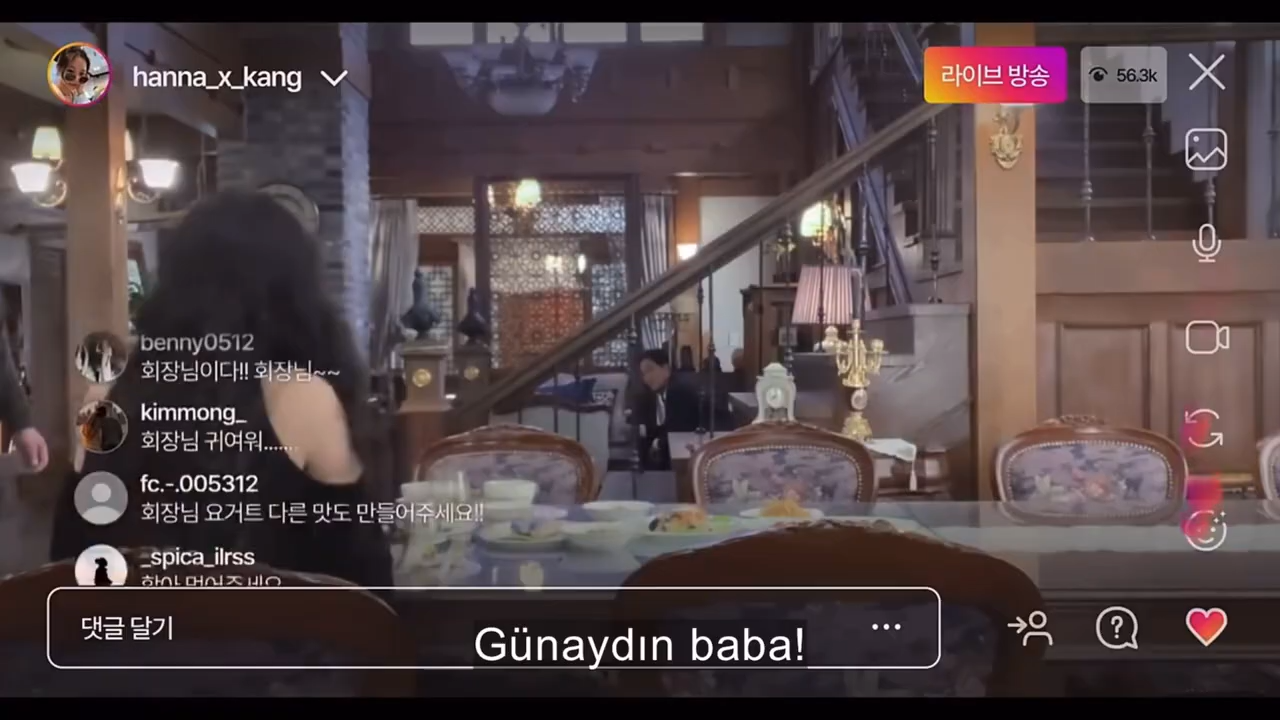 hanna_x_kang
라이브 방송
56.3k
benny0512
회장님이다!! 회장님~~
kimmong_
회장님 귀여워......
fc.-.005312
회장님 요거트 다른 맛도 만들어주세요!!
_spica_ilrss
댓글 달기
Günaydın baba!